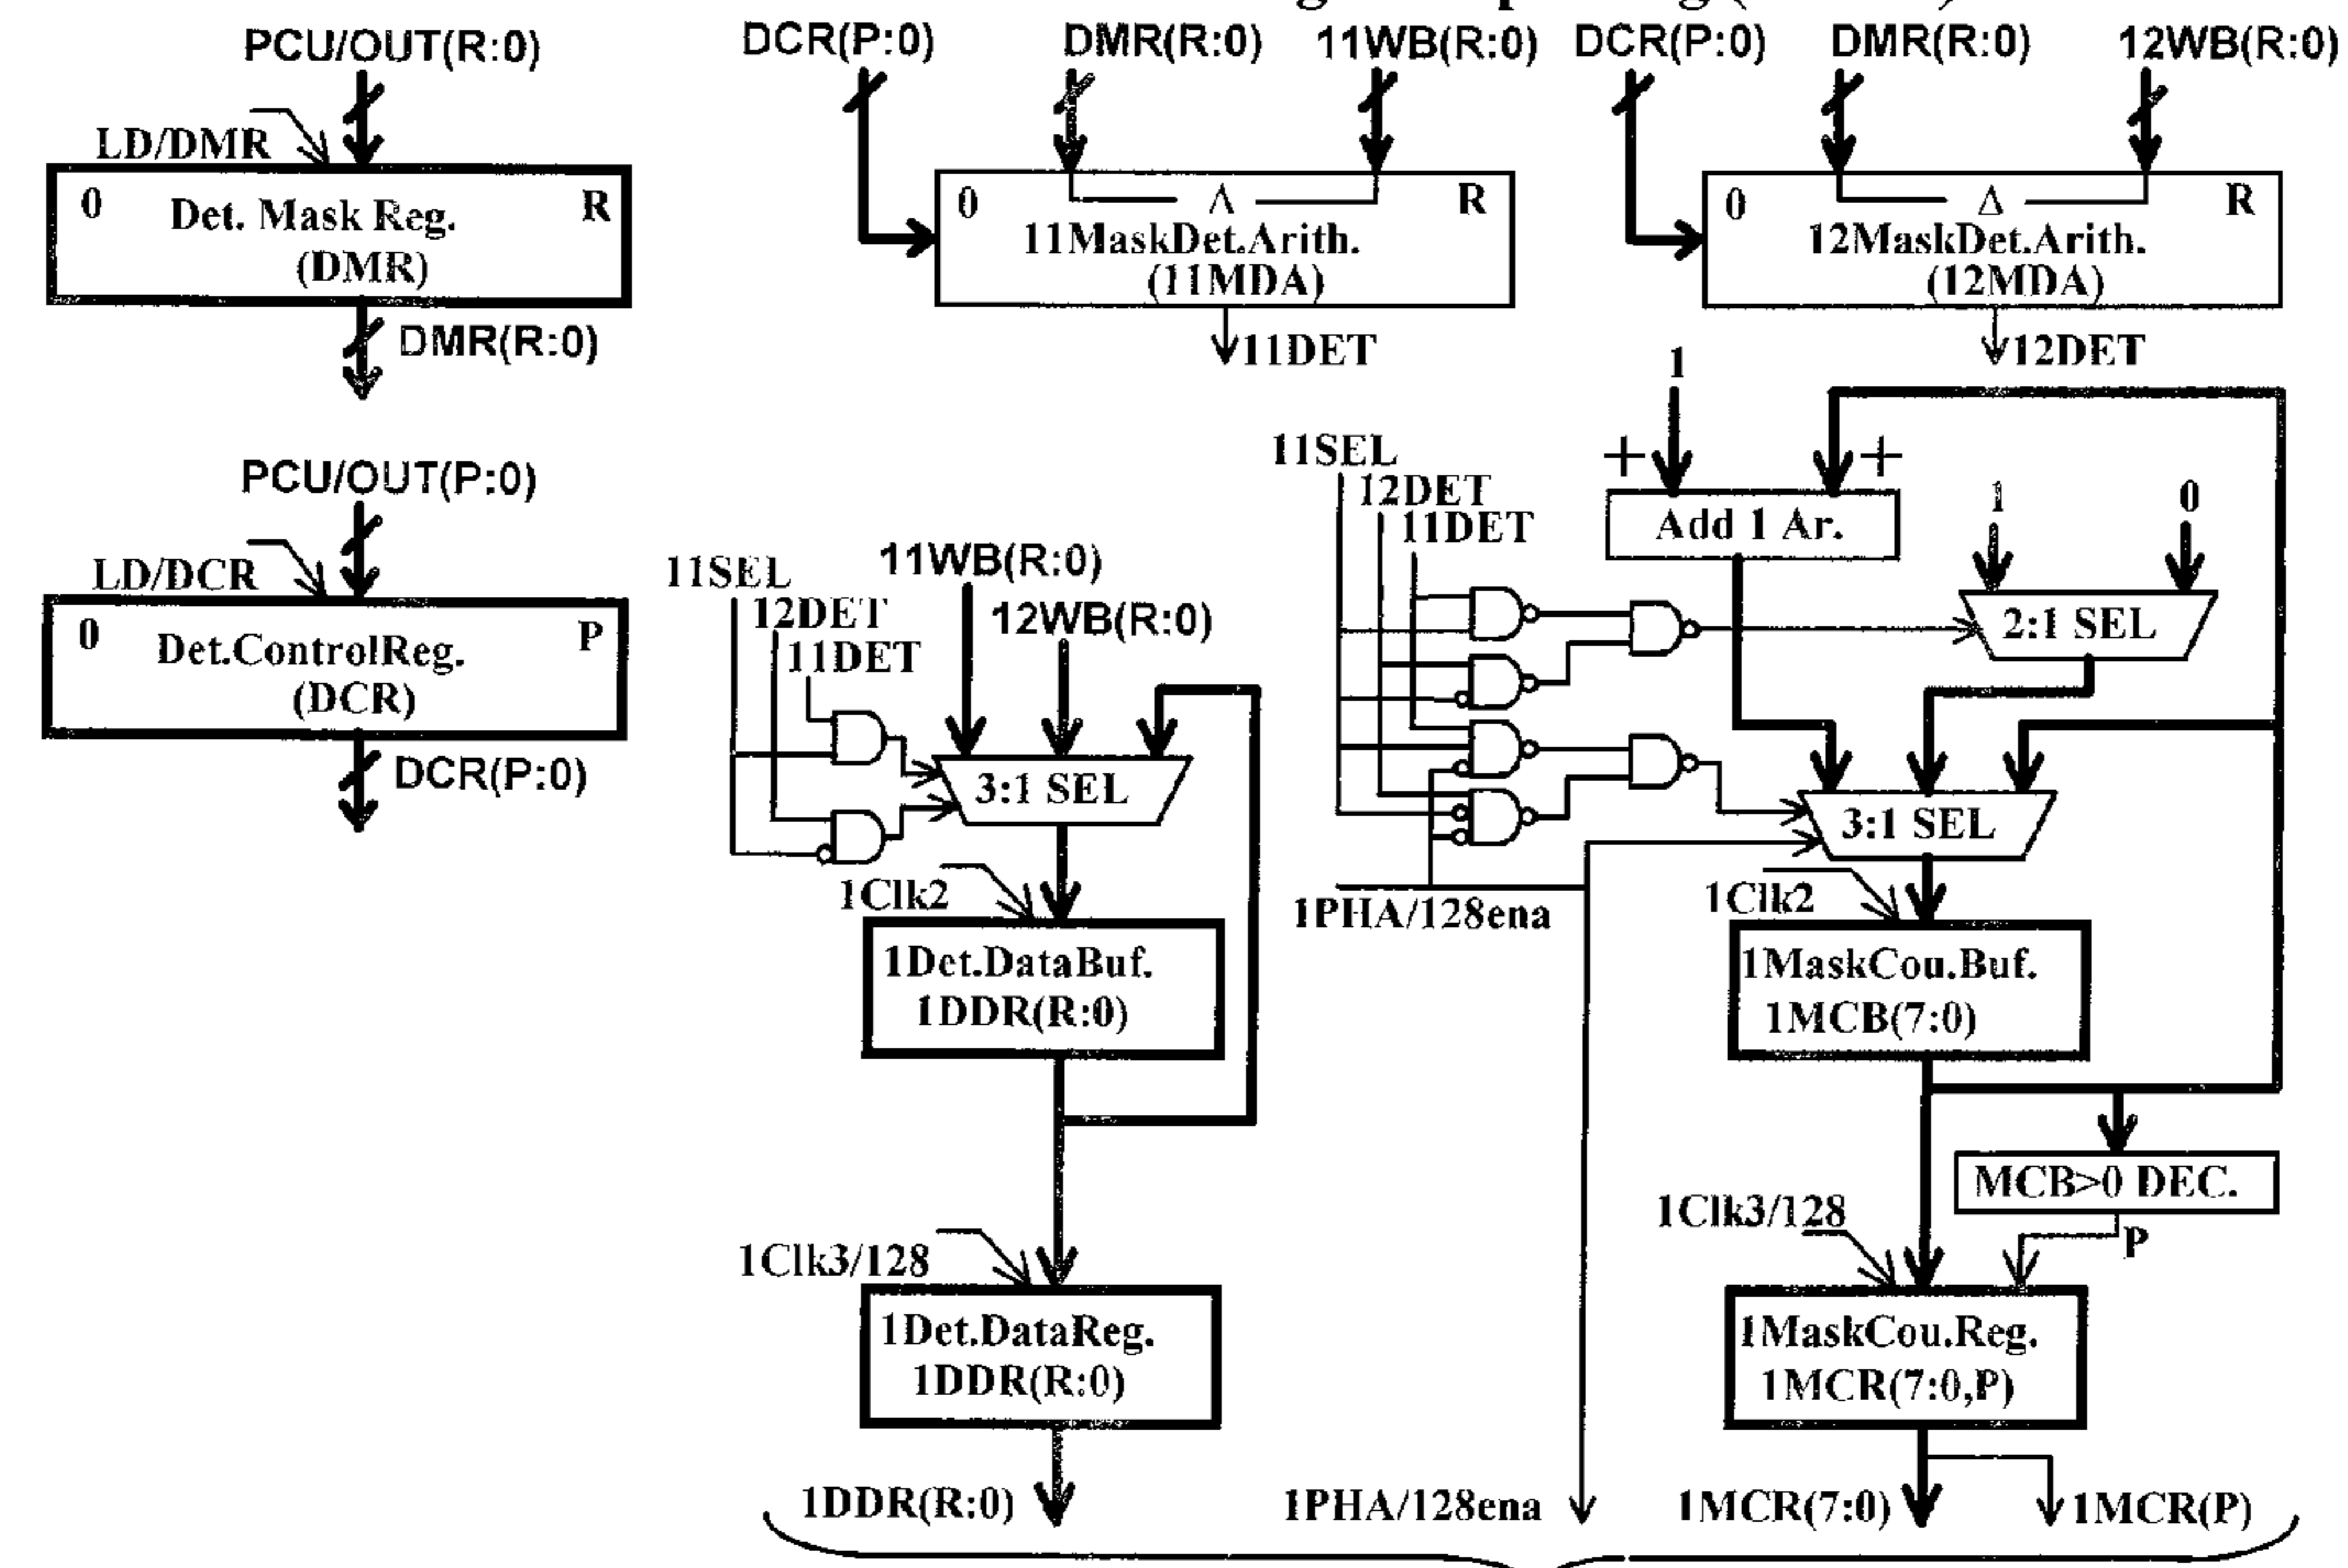 PCU/OUT(R:0)
LD/DMR
0 R
Det. Mask Reg.
(DMR)
DMR(R:0)
PCU/OUT(P:0)
LD/DCR
0 P
Det.ControlReg.
(DCR)
DCR(P:0)
DCR(P:0) DMR(R:0) 11WB(R:0)
0 Λ R
11MaskDet.Arith.
(11MDA)
11DET
DCR(P:0) DMR(R:0) 12WB(R:0)
0 Δ R
12MaskDet.Arith.
(12MDA)
12DET
11SEL
12DET
11DET
11WB(R:0)
12WB(R:0)
3:1 SEL
1Clk2
1Det.DataBuf.
1DDR(R:0)
1Clk3/128
1Det.DataReg.
1DDR(R:0)
1DDR(R:0)
1
+ +
Add 1 Ar.
11SEL
12DET
11DET
1 0
2:1 SEL
3:1 SEL
1PHA/128ena
1Clk2
1MaskCou.Buf.
1MCB(7:0)
MCB>0 DEC.
P
1Clk3/128
1MaskCou.Reg.
1MCR(7:0,P)
1PHA/128ena
1MCR(7:0)
1MCR(P)